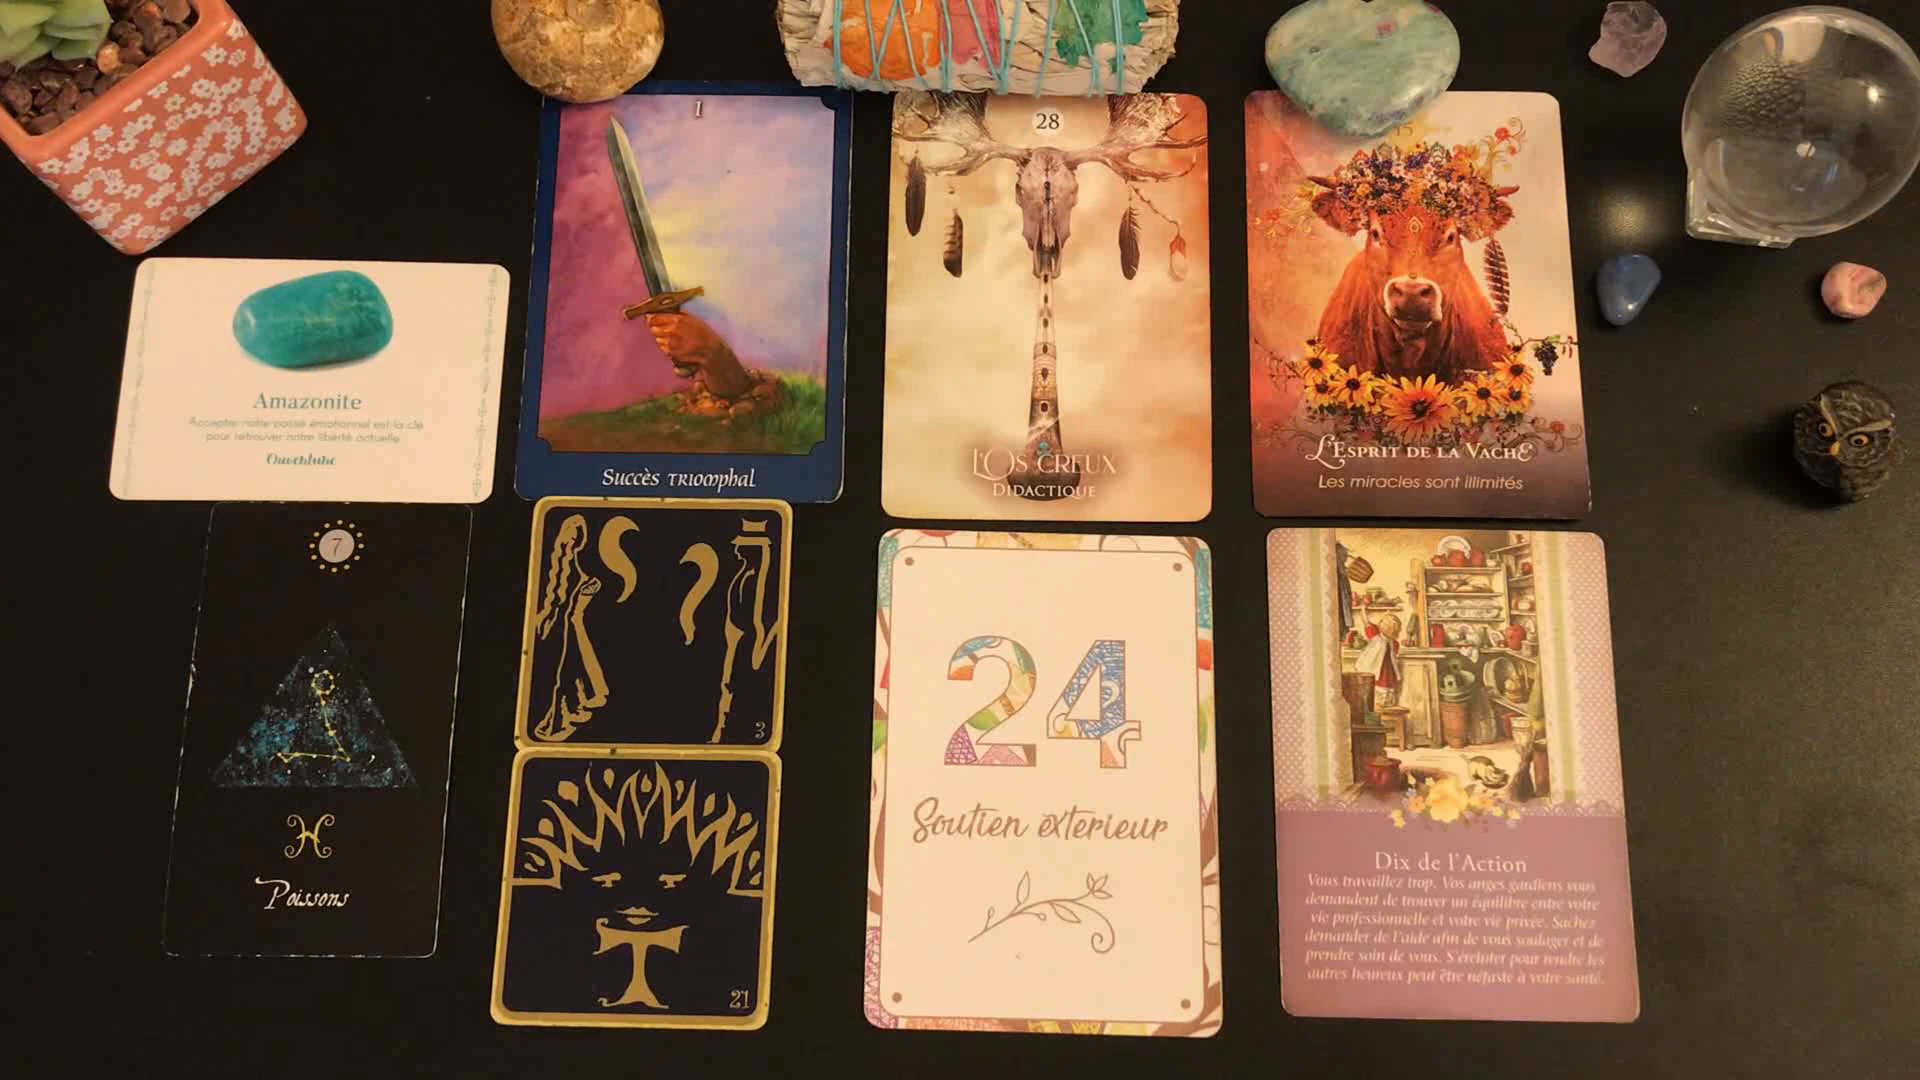 Amazonite
Accepter notre passé émotionnel est la clé
pour retrouver notre liberté actuelle
Ouverture
1
Succès triomphal
28
L'Os creux
Didactique
15
L'Esprit de la Vache
Les miracles sont illimités
7
Poissons
3
21
24
Soutien exterieur
Dix de l'Action
Vous travaillez trop. Vos anges gardiens vous
demandent de trouver un équilibre entre votre
vie professionnelle et votre vie privée. Sachez
demander de l'aide afin de vous soulager et de
prendre soin de vous. S'éreinter pour rendre les
autres heureux peut être néfaste à votre santé.